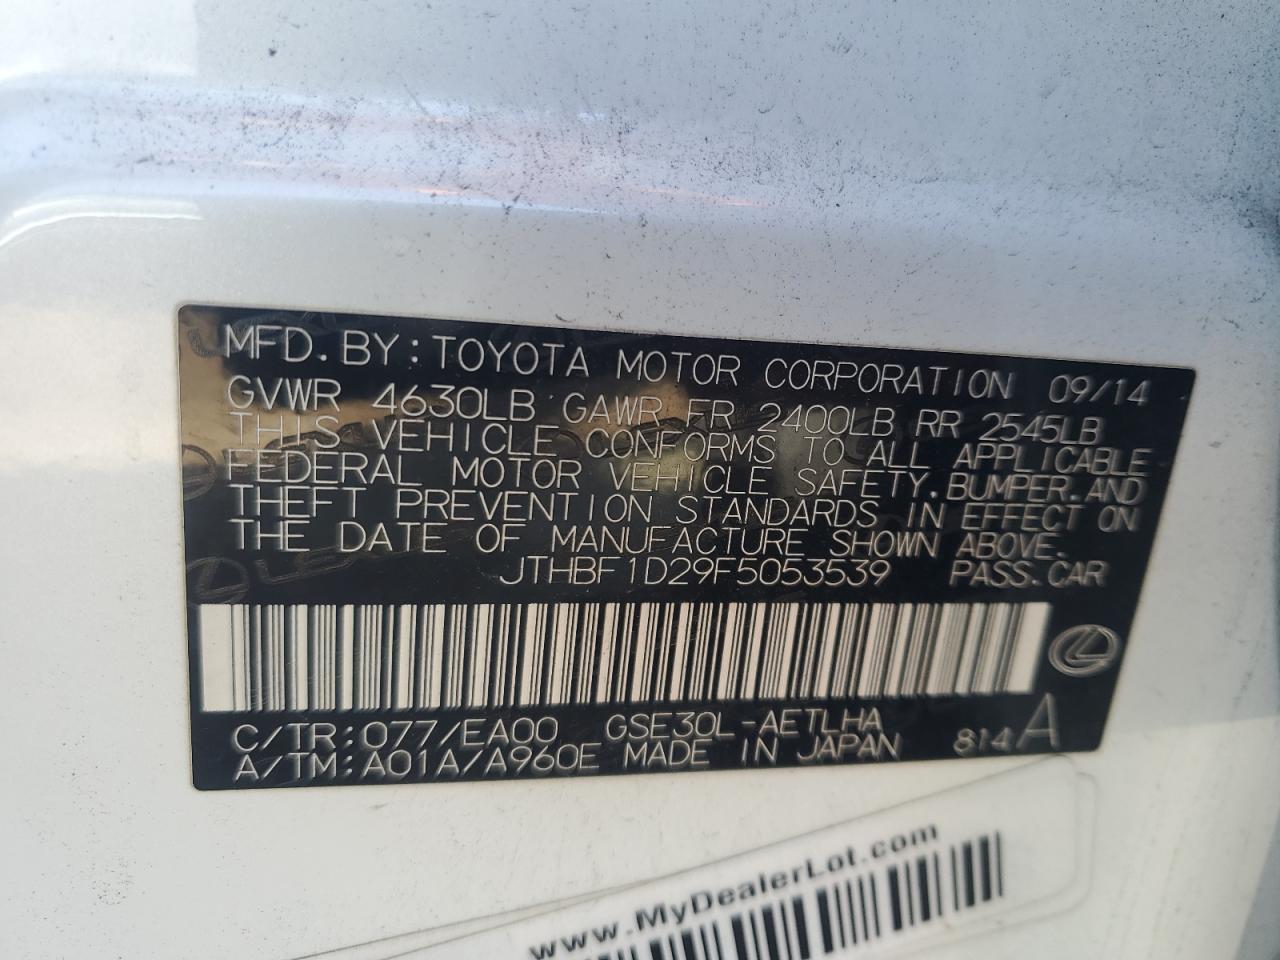 MFD. BY: TOYOTA MOTOR CORPORATION 09/14
GVWR 4630LB GAWR FR 2400LB RR 2545LB
THIS VEHICLE CONFORMS TO ALL APPLICABLE
FEDERAL MOTOR VEHICLE SAFETY, BUMPER, AND
THEFT PREVENTION STANDARDS IN EFFECT ON
THE DATE OF MANUFACTURE SHOWN ABOVE.
JTHBF1D29F5053539 PASS. CAR
C/TR: 077/EA00 GSE30L-AETLHA
A/TM: A01A/A960E MADE IN JAPAN 814A
www.MyDealerLot.com